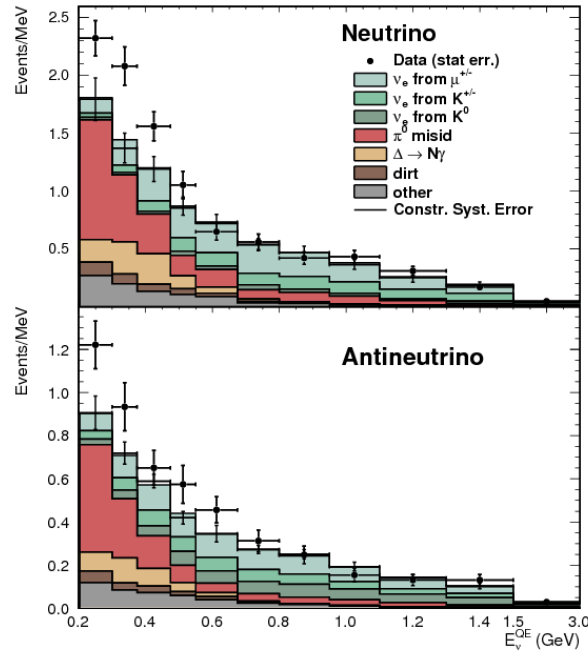 Events/MeV
2.5
2.0
1.5
1.0
0.5
Neutrino
Data (stat err.)
νₑ from μ⁺/⁻
νₑ from K⁺/⁻
νₑ from K⁰
π⁰ misid
Δ → Nγ
dirt
other
Constr. Syst. Error
Events/MeV
1.2
1.0
0.8
0.6
0.4
0.2
0.0
Antineutrino
0.2 0.4 0.6 0.8 1.0 1.2 1.4 1.5 3.0
E_ν^QE (GeV)